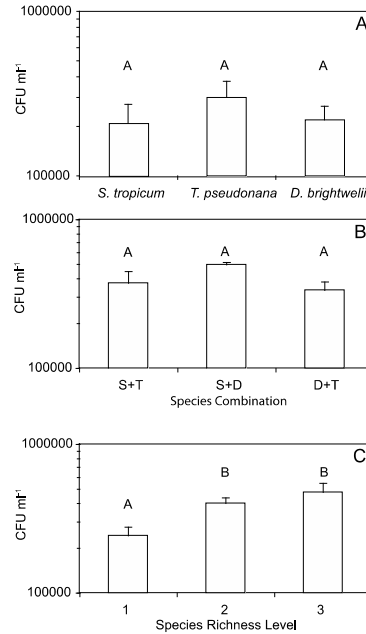 1000000
A
A A A
CFU ml-1
100000
S. tropicum T. pseudonana D. brightwelii
1000000
B
A A A
CFU ml-1
100000
S+T S+D D+T
Species Combination
1000000
C
A B B
CFU ml-1
100000
1 2 3
Species Richness Level